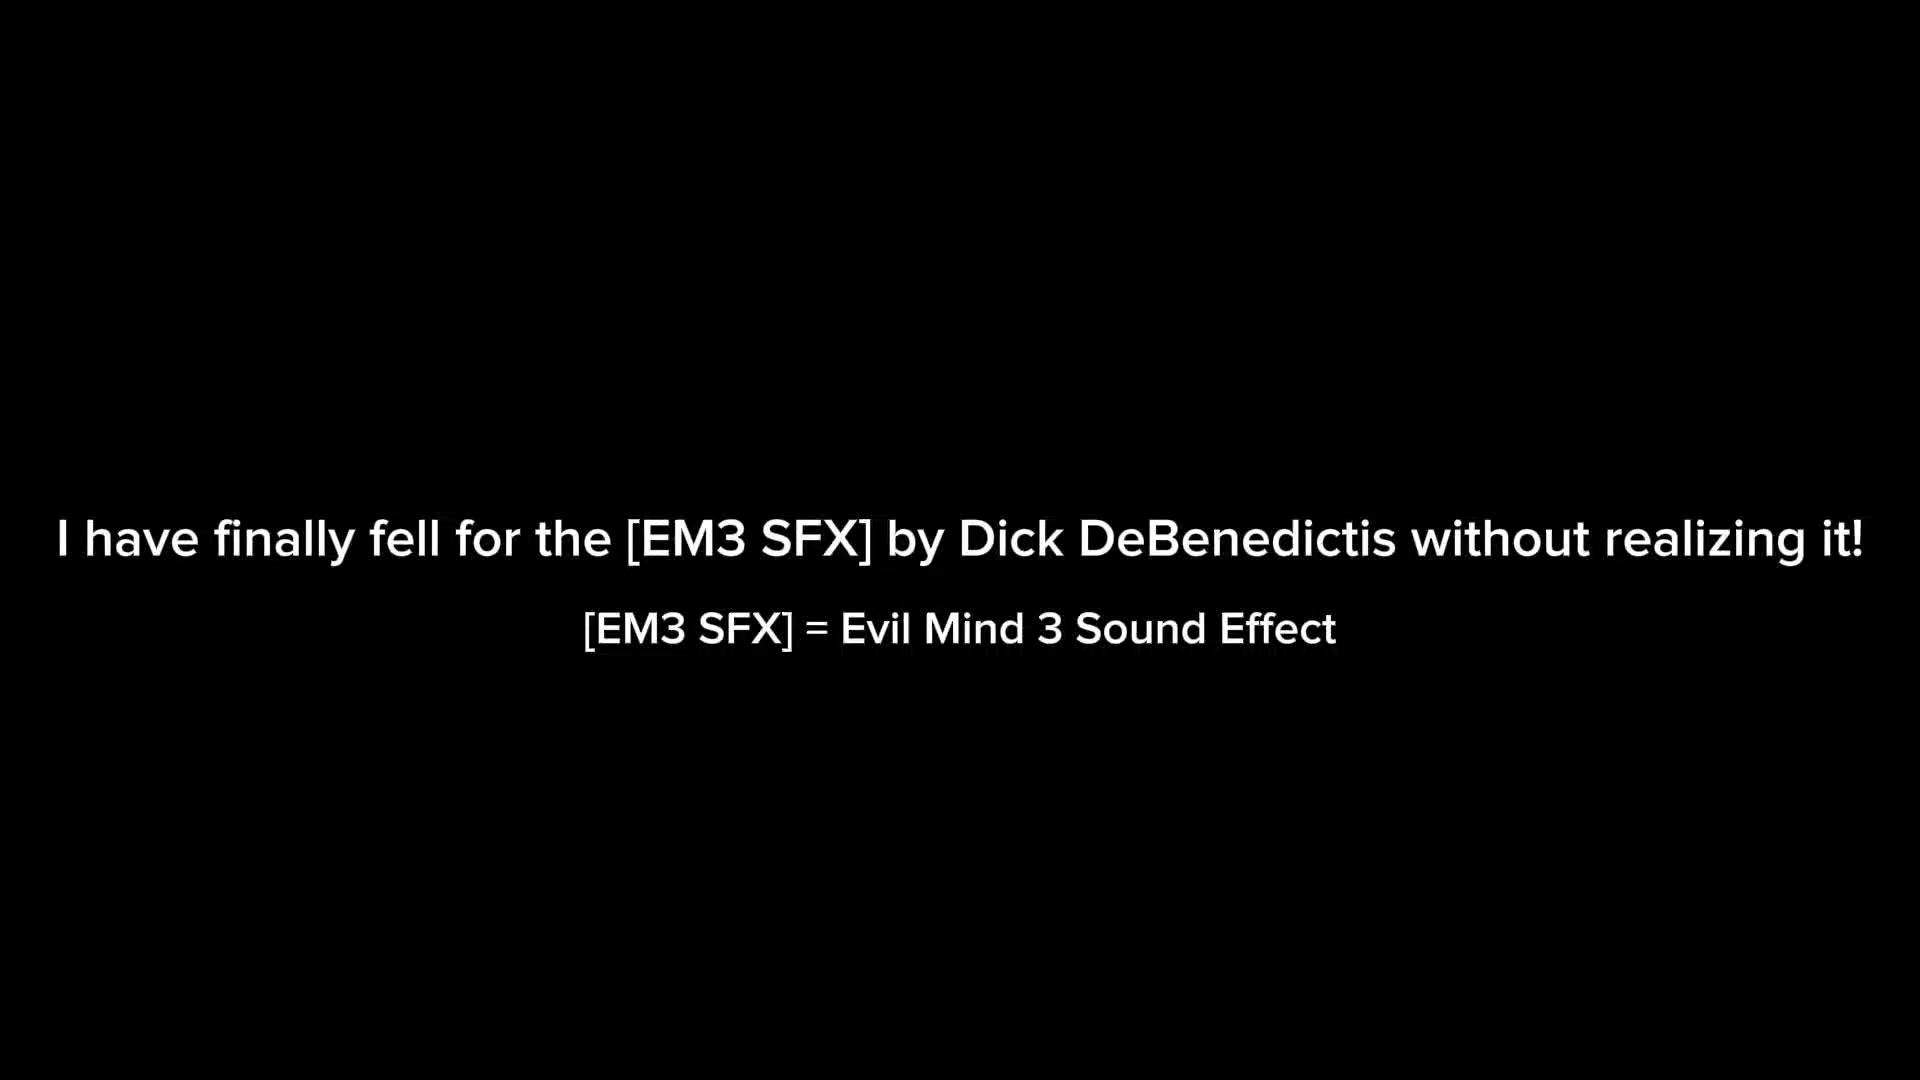 I have finally fell for the [EM3 SFX] by Dick DeBenedictis without realizing it!
[EM3 SFX] = Evil Mind 3 Sound Effect